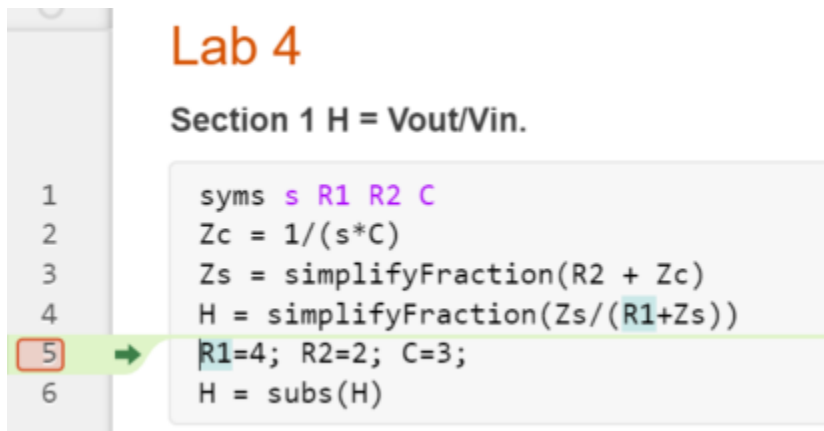 Lab 4
Section 1 H = Vout/Vin.
1 syms s R1 R2 C
2 Zc = 1/(s*C)
3 Zs = simplifyFraction(R2 + Zc)
4 H = simplifyFraction(Zs/(R1+Zs))
5 R1=4; R2=2; C=3;
6 H = subs(H)